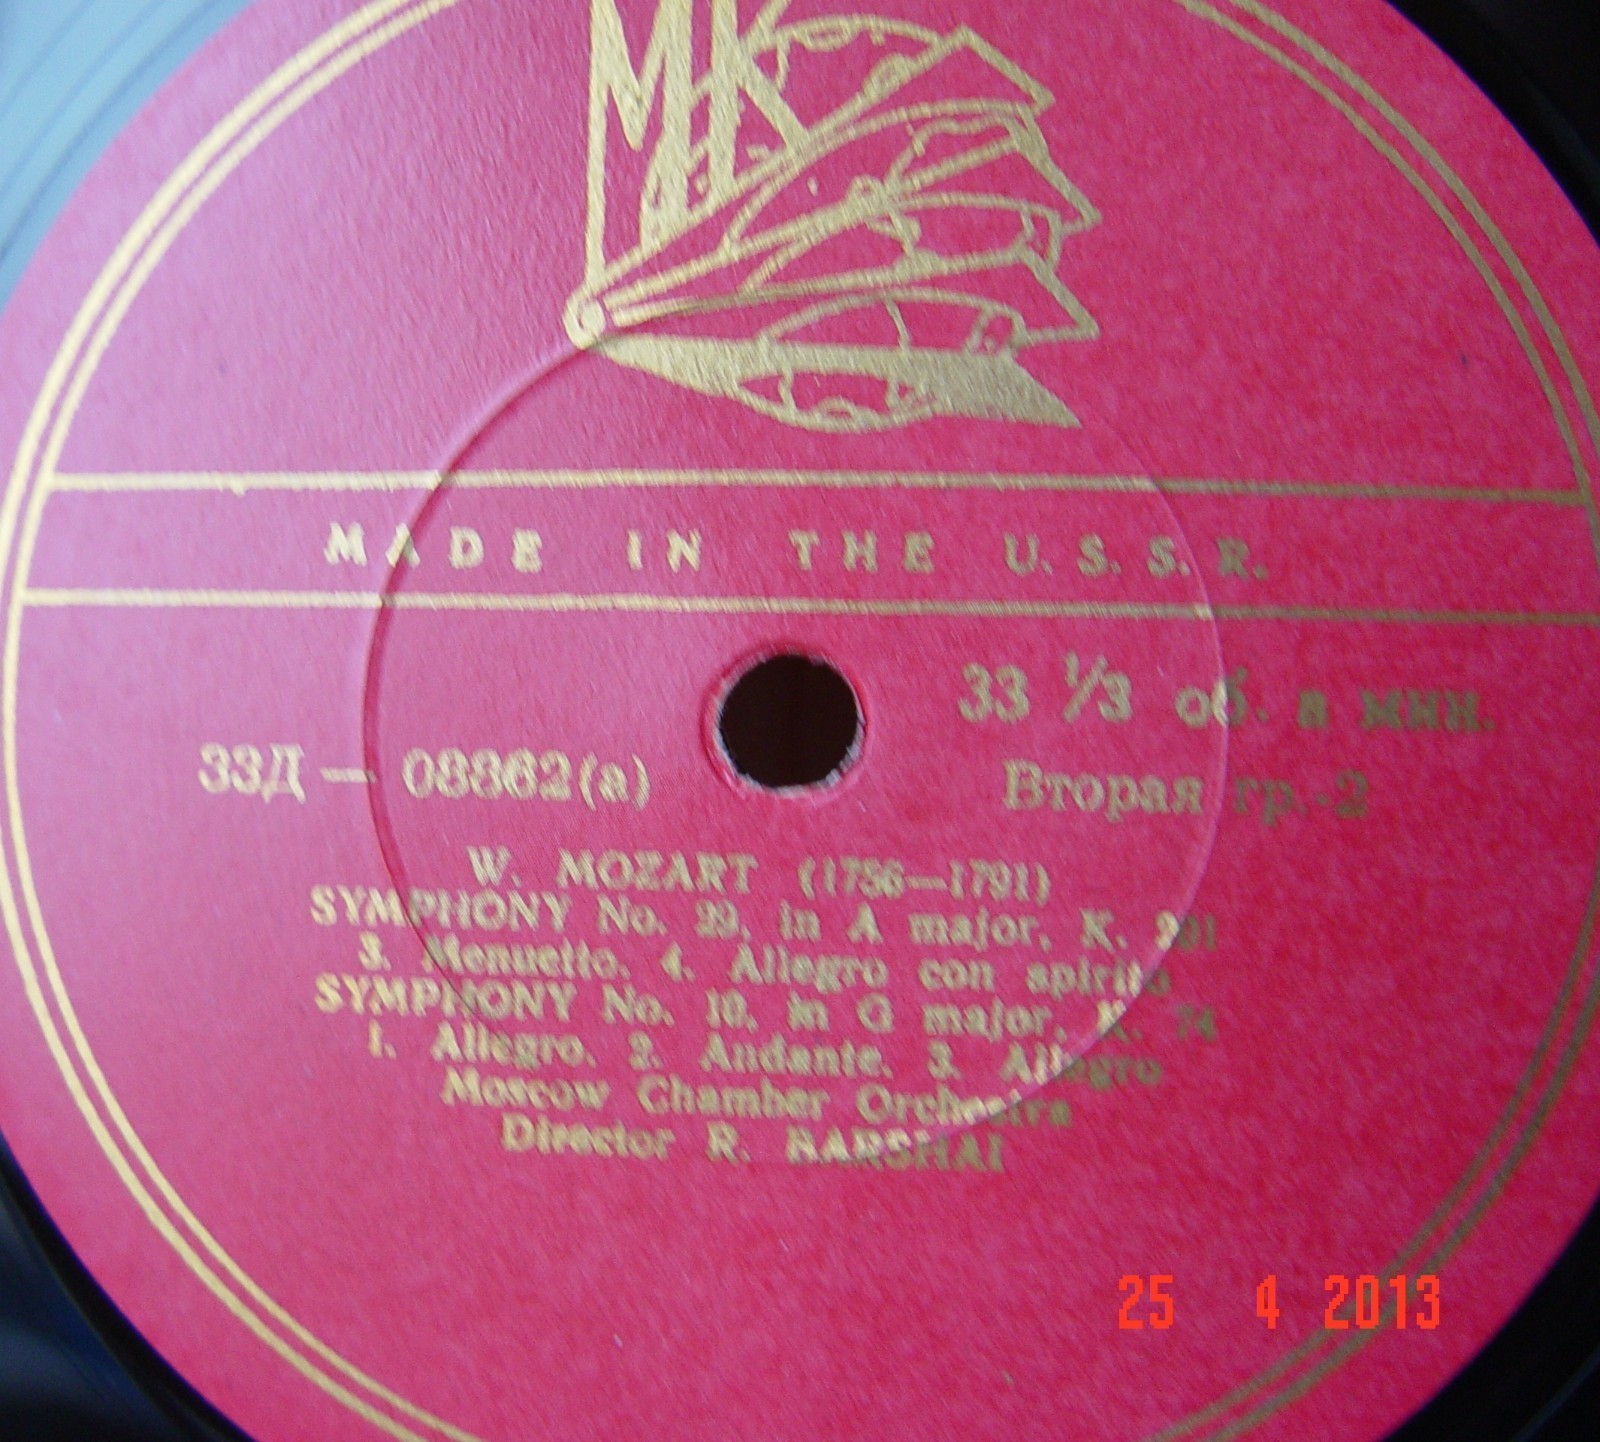 МК
MADE IN THE U.S.S.R.
33 1/3 об. в мин.
33Д — 08862(а)
Вторая гр.-2
W. MOZART (1756—1791)
SYMPHONY No. 29, in A major, K. 201
3. Menuetto. 4. Allegro con spirito
SYMPHONY No. 10, in G major, K. 74
1. Allegro. 2. Andante. 3. Allegro
Moscow Chamber Orchestra
Director R. BARSHAI
25 4 2013